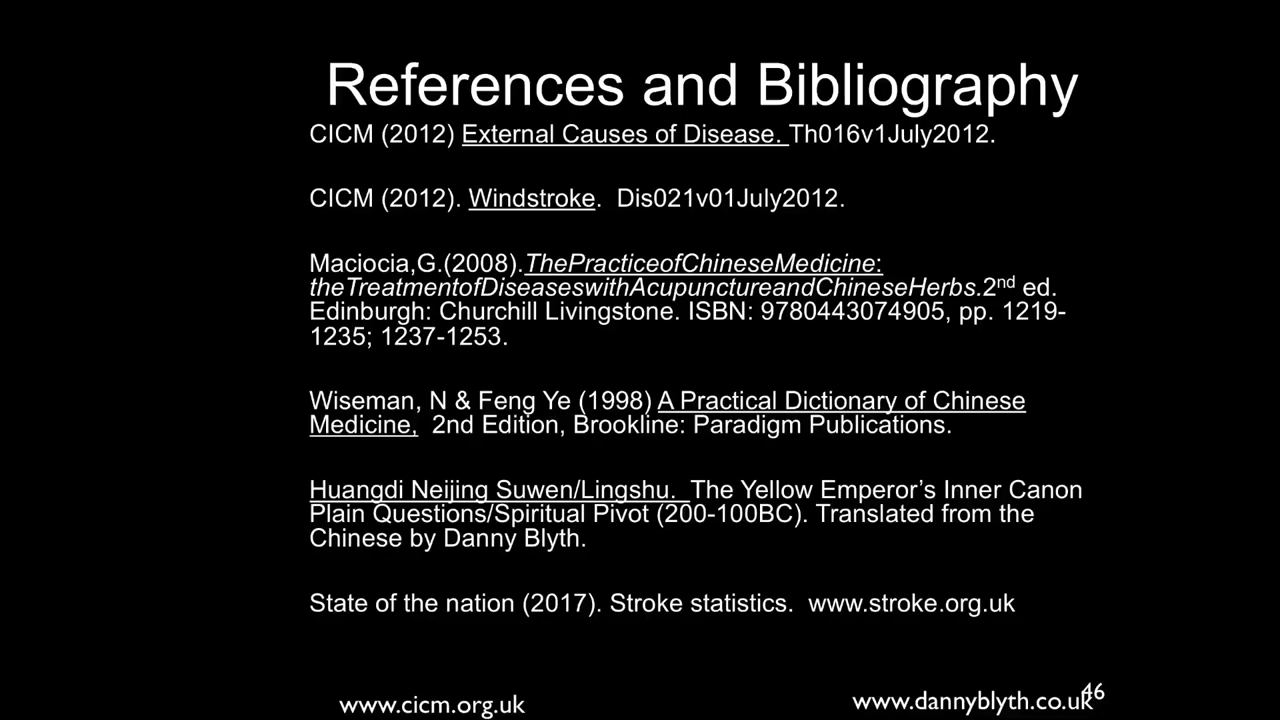 References and Bibliography
CICM (2012) External Causes of Disease. Th016v1July2012.
CICM (2012). Windstroke. Dis021v01July2012.
Maciocia,G.(2008).ThePracticeofChineseMedicine:
theTreatmentofDiseaseswithAcupunctureandChineseHerbs.2nd ed.
Edinburgh: Churchill Livingstone. ISBN: 9780443074905, pp. 1219-
1235; 1237-1253.
Wiseman, N & Feng Ye (1998) A Practical Dictionary of Chinese
Medicine, 2nd Edition, Brookline: Paradigm Publications.
Huangdi Neijing Suwen/Lingshu. The Yellow Emperor’s Inner Canon
Plain Questions/Spiritual Pivot (200-100BC). Translated from the
Chinese by Danny Blyth.
State of the nation (2017). Stroke statistics. www.stroke.org.uk
www.cicm.org.uk
www.dannyblyth.co.uk
46